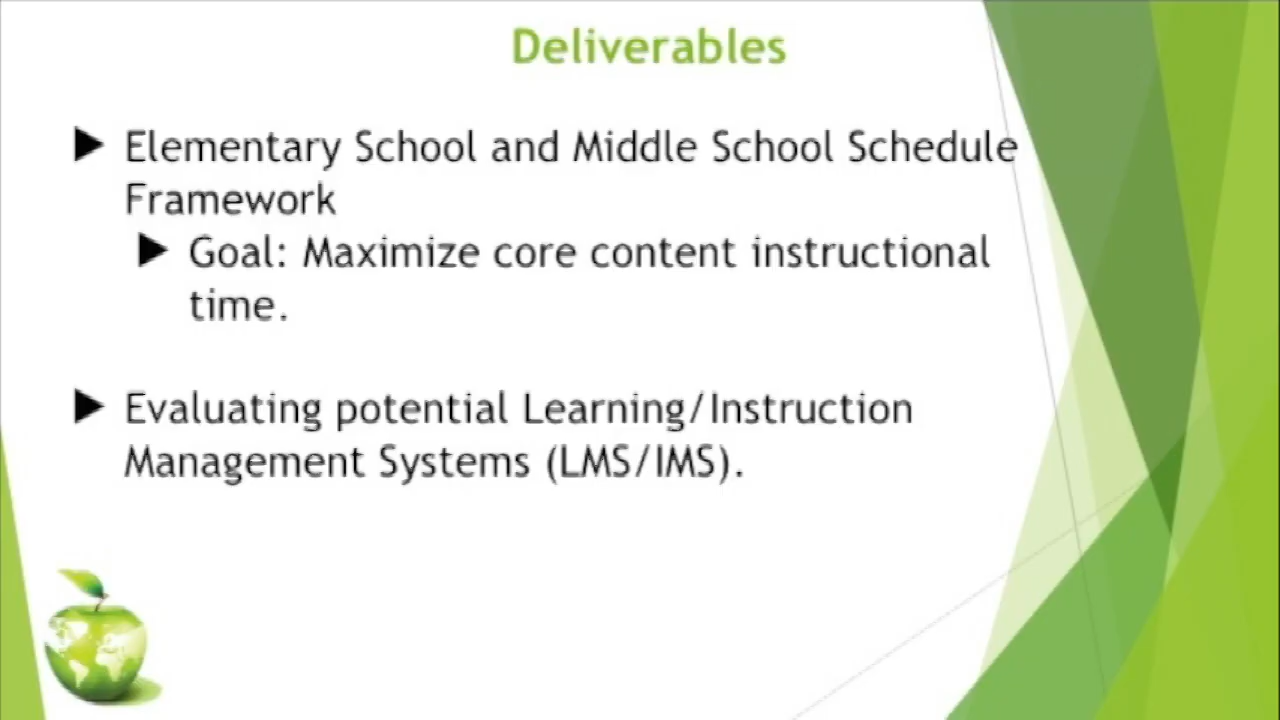 Deliverables
Elementary School and Middle School Schedule
Framework
Goal: Maximize core content instructional
time.
Evaluating potential Learning/Instruction
Management Systems (LMS/IMS).